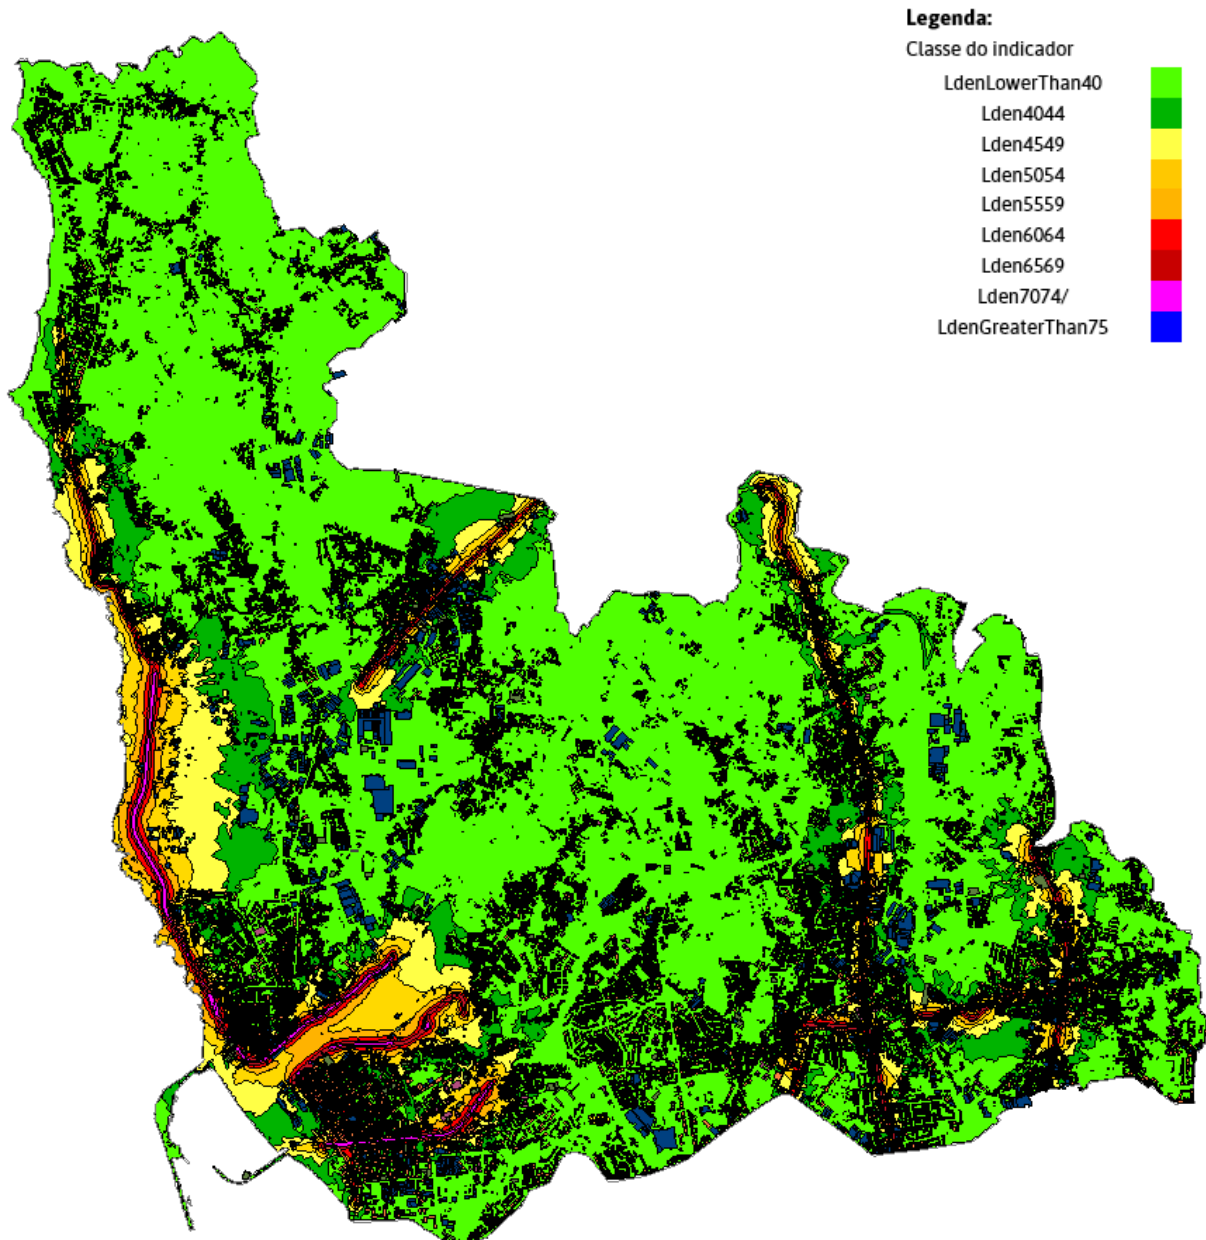 Legenda:
Classe do indicador
LdenLowerThan40
Lden4044
Lden4549
Lden5054
Lden5559
Lden6064
Lden6569
Lden7074/
LdenGreaterThan75